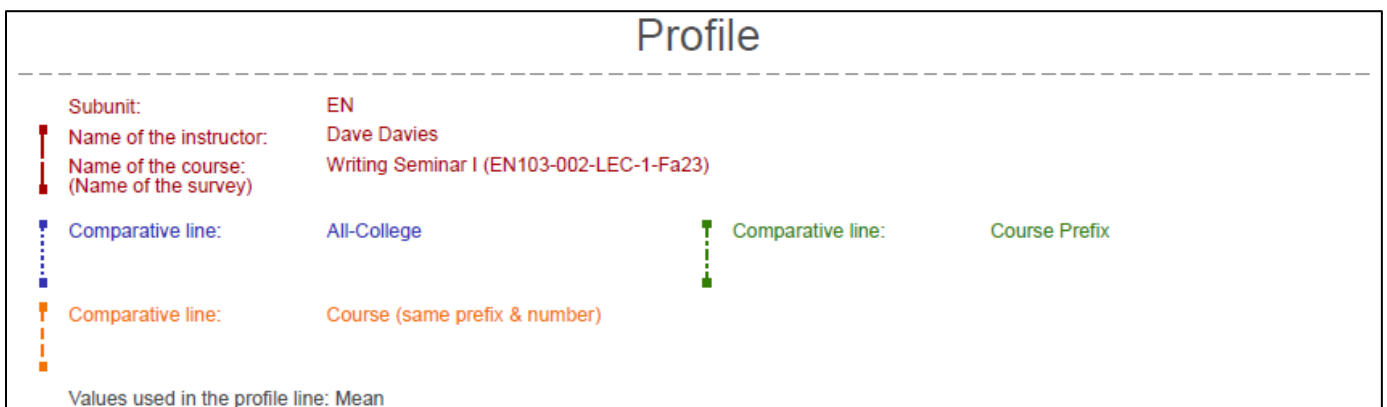 Profile
Subunit: EN
Name of the instructor: Dave Davies
Name of the course: Writing Seminar I (EN103-002-LEC-1-Fa23)
(Name of the survey)
Comparative line: All-College Comparative line: Course Prefix
Comparative line: Course (same prefix & number)
Values used in the profile line: Mean